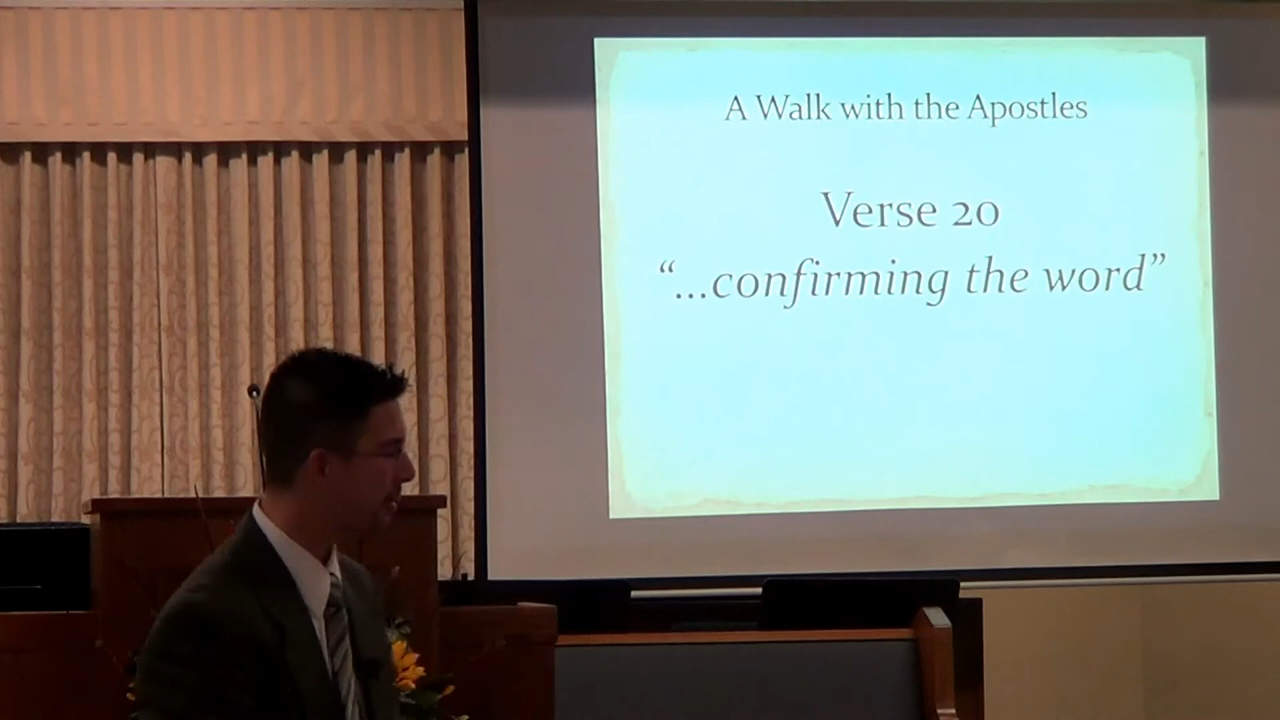 A Walk with the Apostles
Verse 20
“...confirming the word”